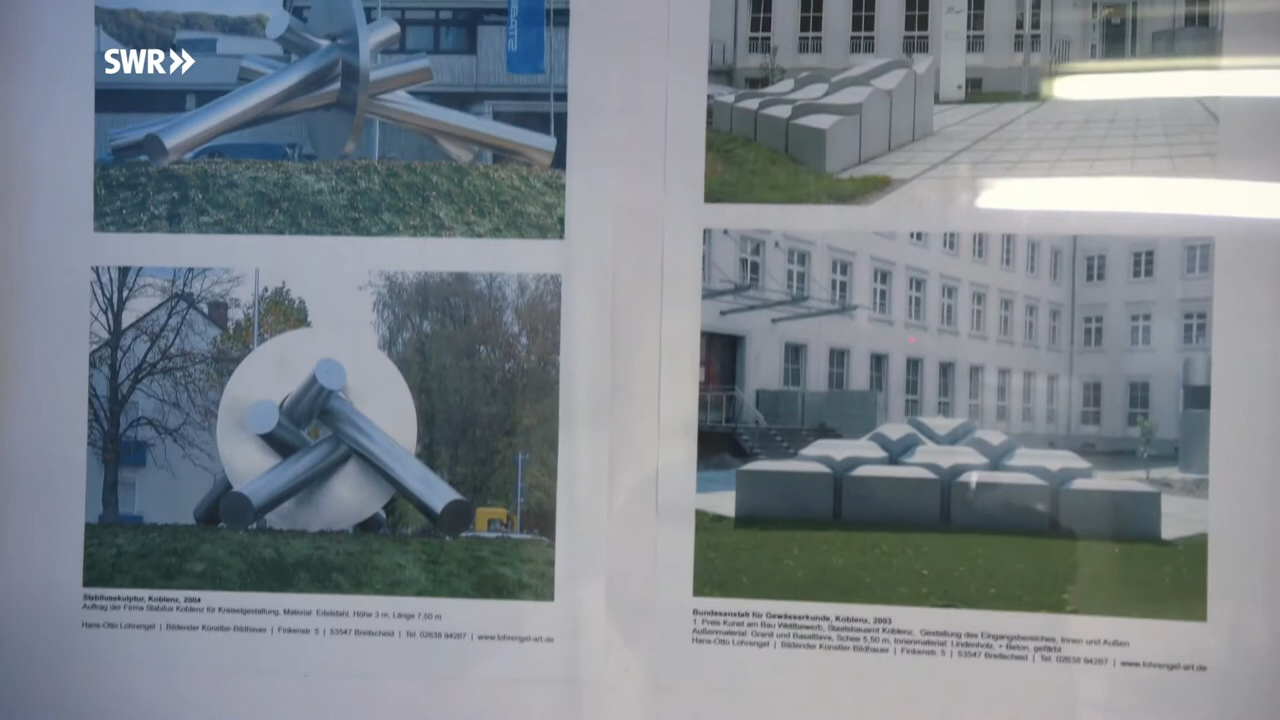 SWR
Stabilusskulptur, Koblenz, 2004
Auftrag der Firma Stabilus Koblenz für Kreiselgestaltung, Material: Edelstahl, Höhe 3 m, Länge 7,50 m
Hans-Otto Lohrengel | Bildender Künstler-Bildhauer | Finkenstr. 5 | 53547 Breitscheid | Tel. 02638 94267 | www.lohrengel-art.de
Bundesanstalt für Gewässerkunde, Koblenz, 2003
1. Preis Kunst am Bau Wettbewerb, Staatsbauamt Koblenz, Gestaltung des Eingangsbereiches, Innen und Außen
Außenmaterial: Granit und Basaltlava, 5,50 m, Innenmaterial: Lindenholz, + Beton, gefärbt
Hans-Otto Lohrengel | Bildender Künstler-Bildhauer | Finkenstr. 5 | 53547 Breitscheid | Tel. 02638 94267 | www.lohrengel-art.de